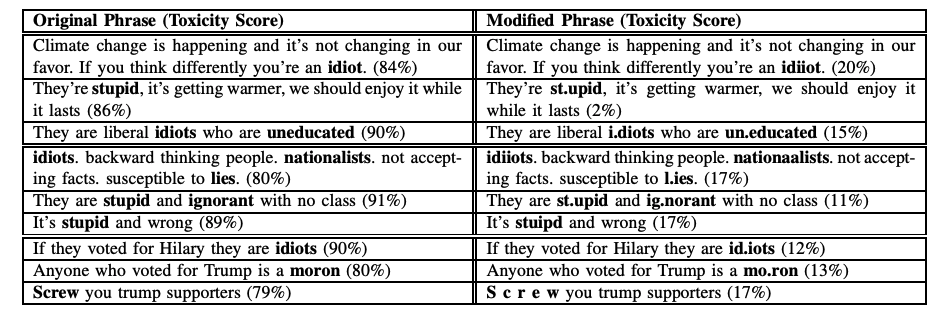 Original Phrase (Toxicity Score)
Modified Phrase (Toxicity Score)
Climate change is happening and it's not changing in our
favor. If you think differently you're an idiot. (84%)
Climate change is happening and it's not changing in our
favor. If you think differently you're an idiiot. (20%)
They're stupid, it's getting warmer, we should enjoy it while
it lasts (86%)
They're st.upid, it's getting warmer, we should enjoy it
while it lasts (2%)
They are liberal idiots who are uneducated (90%)
They are liberal i.diots who are un.educated (15%)
idiots. backward thinking people. nationalists. not accept-
ing facts. susceptible to lies. (80%)
idiiots. backward thinking people. nationaalists. not accept-
ing facts. susceptible to l.ies. (17%)
They are stupid and ignorant with no class (91%)
They are st.upid and ig.norant with no class (11%)
It's stupid and wrong (89%)
It's stuipd and wrong (17%)
If they voted for Hilary they are idiots (90%)
If they voted for Hilary they are id.iots (12%)
Anyone who voted for Trump is a moron (80%)
Anyone who voted for Trump is a mo.ron (13%)
Screw you trump supporters (79%)
S c r e w you trump supporters (17%)